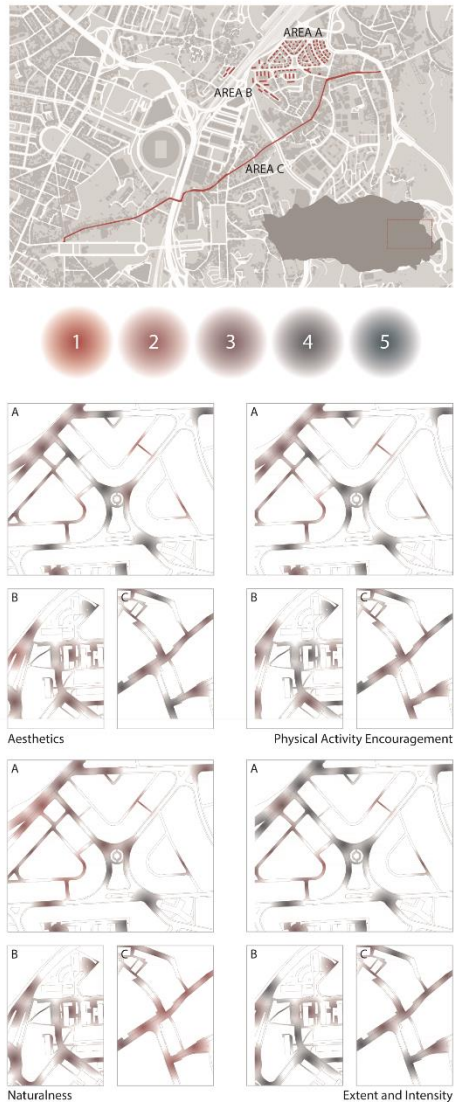 AREA A
AREA B
AREA C
1 2 3 4 5
A A
B C B C
Aesthetics Physical Activity Encouragement
A A
B C B C
Naturalness Extent and Intensity